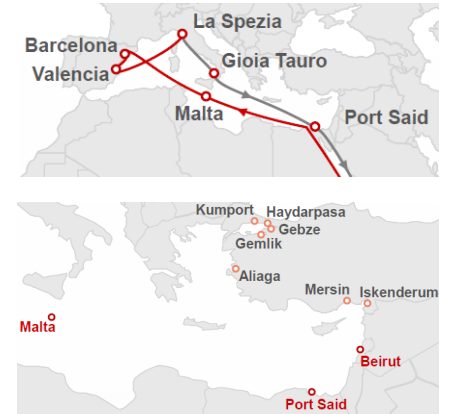 La Spezia
Barcelona
Gioia Tauro
Valencia
Malta
Port Said
Kumport
Haydarpasa
Gebze
Gemlik
Aliaga
Mersin
Iskenderum
Malta
Beirut
Port Said